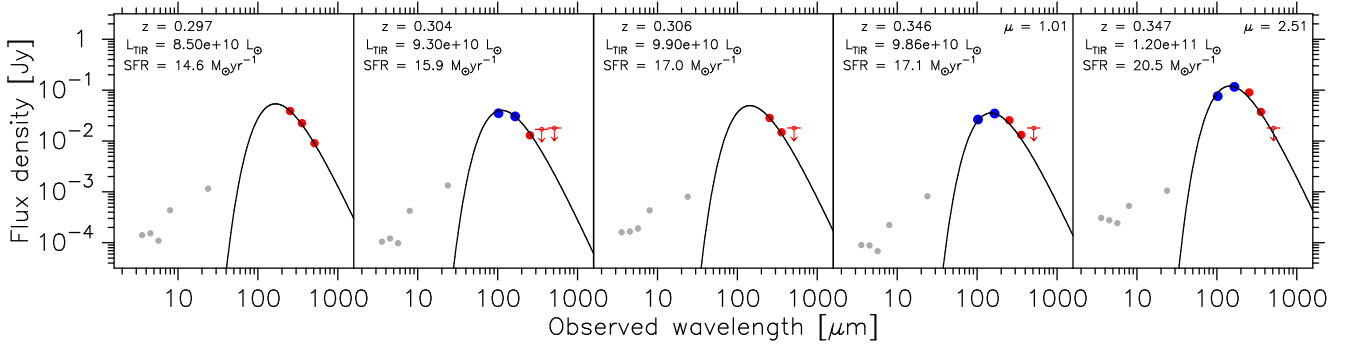 z = 0.297
L_TIR = 8.50e+10 L⊙
SFR = 14.6 M⊙yr⁻¹
z = 0.304
L_TIR = 9.30e+10 L⊙
SFR = 15.9 M⊙yr⁻¹
z = 0.306
L_TIR = 9.90e+10 L⊙
SFR = 17.0 M⊙yr⁻¹
z = 0.346 μ = 1.01
L_TIR = 9.86e+10 L⊙
SFR = 17.1 M⊙yr⁻¹
z = 0.347 μ = 2.51
L_TIR = 1.20e+11 L⊙
SFR = 20.5 M⊙yr⁻¹
Flux density [Jy]
1
10⁻¹
10⁻²
10⁻³
10⁻⁴
10 100 1000 10 100 1000 10 100 1000 10 100 1000 10 100 1000
Observed wavelength [μm]